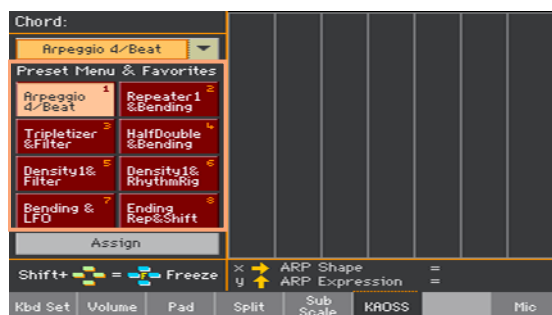 Chord:
Arpeggio 4/Beat
Preset Menu & Favorites
Arpeggio 4/Beat 1
Repeater1 &Bending 2
Tripletizer &Filter 3
HalfDouble &Bending 4
Density1& Filter 5
Density1& RhythmRig 6
Bending & LFO 7
Ending Rep&Shift 8
Assign
Shift+ = F Freeze
x ARP Shape =
y ARP Expression =
Kbd Set Volume Pad Split Sub Scale KAOSS Mic